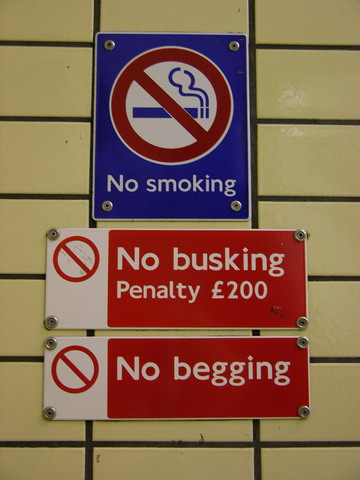 No smoking
No busking
Penalty £200
No begging